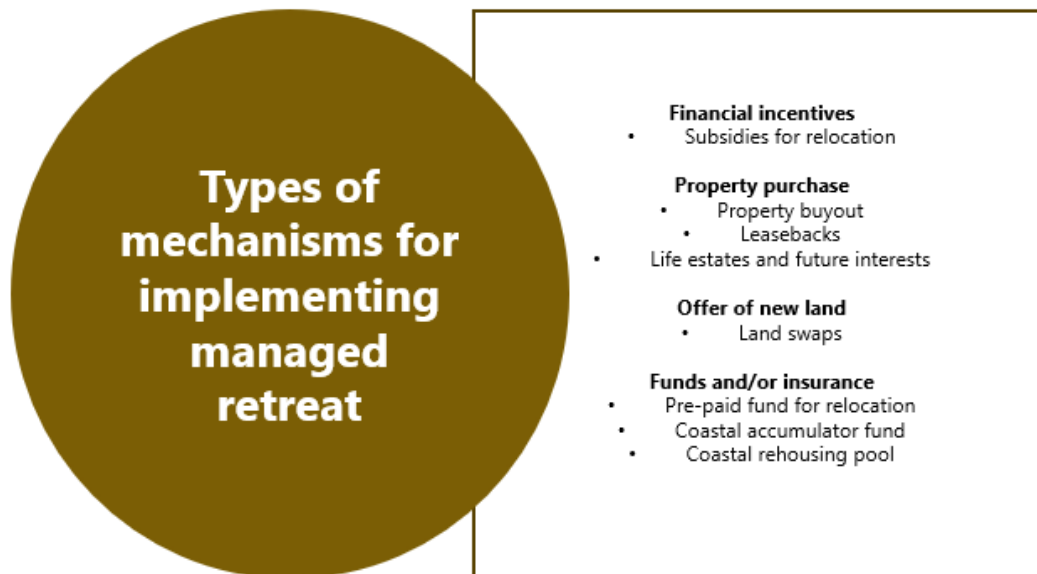 Types of
mechanisms for
implementing
managed
retreat
Financial incentives
• Subsidies for relocation
Property purchase
• Property buyout
• Leasebacks
• Life estates and future interests
Offer of new land
• Land swaps
Funds and/or insurance
• Pre-paid fund for relocation
• Coastal accumulator fund
• Coastal rehousing pool